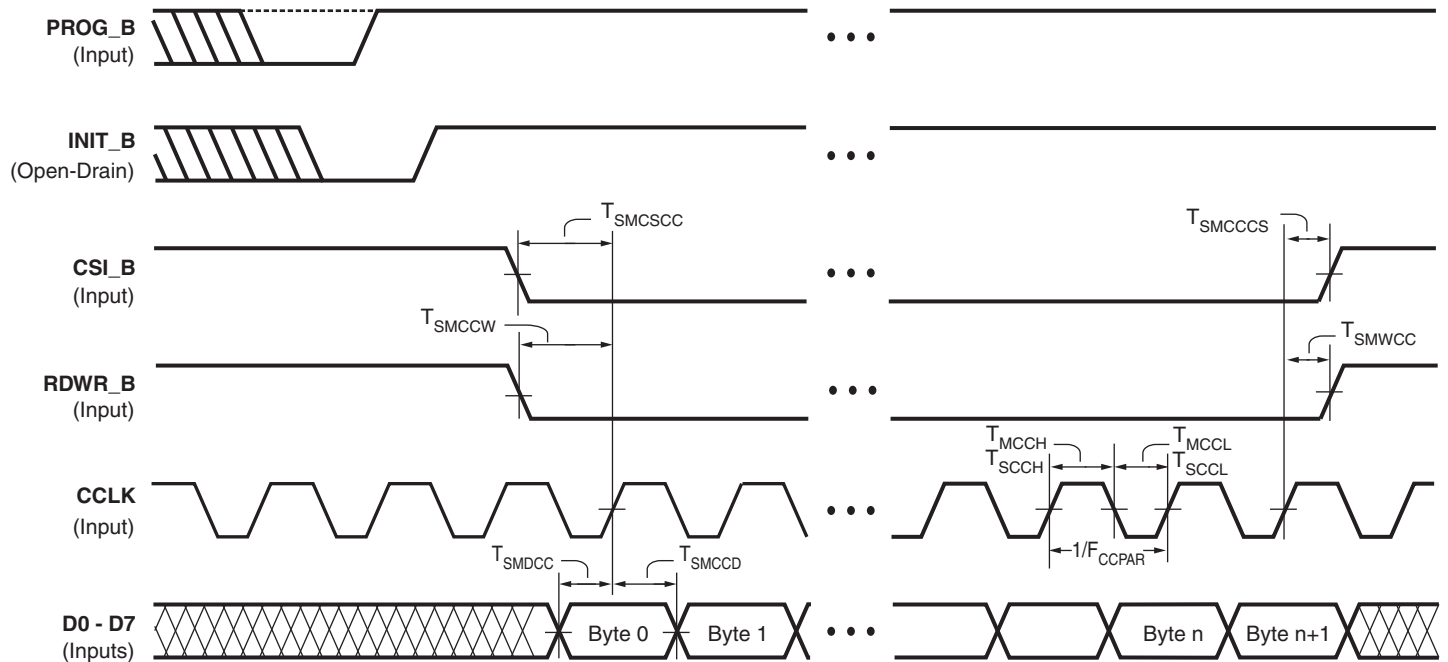 PROG_B
(Input)
INIT_B
(Open-Drain)
TSMCSCC
TSMCCCS
CSI_B
(Input)
TSMCCW
TSMWCC
RDWR_B
(Input)
TMCCH
TSCCH
TMCCL
TSCCL
CCLK
(Input)
1/FCCPAR
TSMDCC
TSMCCD
D0 - D7
(Inputs)
Byte 0
Byte 1
Byte n
Byte n+1